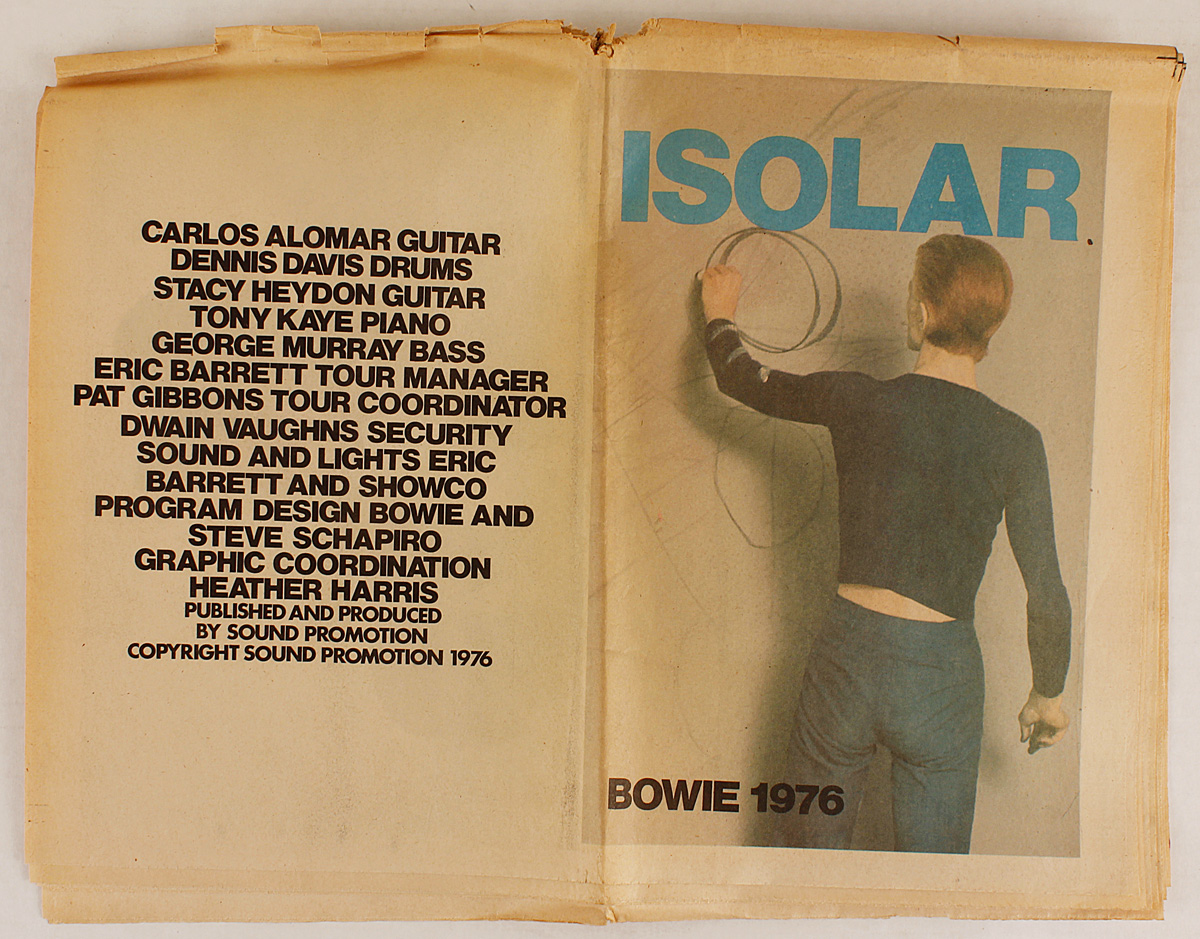 CARLOS ALOMAR GUITAR
DENNIS DAVIS DRUMS
STACY HEYDON GUITAR
TONY KAYE PIANO
GEORGE MURRAY BASS
ERIC BARRETT TOUR MANAGER
PAT GIBBONS TOUR COORDINATOR
DWAIN VAUGHNS SECURITY
SOUND AND LIGHTS ERIC
BARRETT AND SHOWCO
PROGRAM DESIGN BOWIE AND
STEVE SCHAPIRO
GRAPHIC COORDINATION
HEATHER HARRIS
PUBLISHED AND PRODUCED
BY SOUND PROMOTION
COPYRIGHT SOUND PROMOTION 1976
ISOLAR
BOWIE 1976